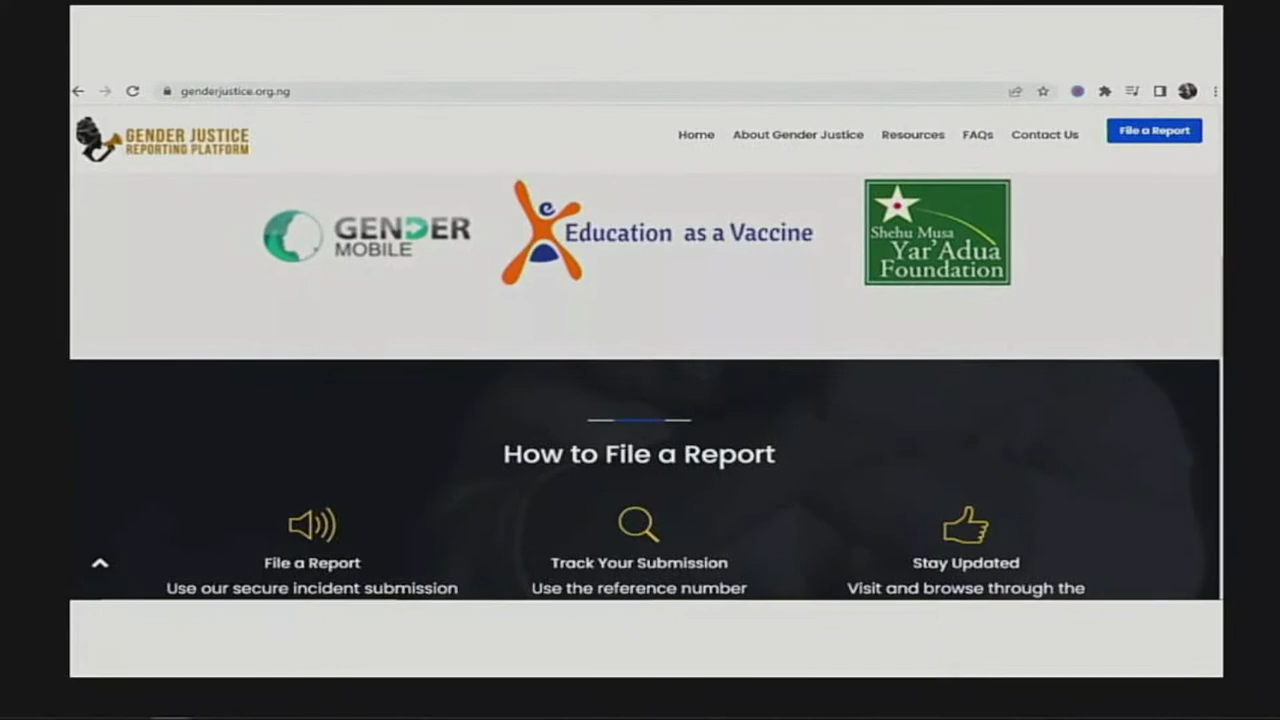 genderjustice.org.ng
GENDER JUSTICE
REPORTING PLATFORM
Home About Gender Justice Resources FAQs Contact Us File a Report
GENDER
MOBILE
e
Education as a Vaccine
Shehu Musa
Yar'Adua
Foundation
How to File a Report
File a Report
Use our secure incident submission
Track Your Submission
Use the reference number
Stay Updated
Visit and browse through the